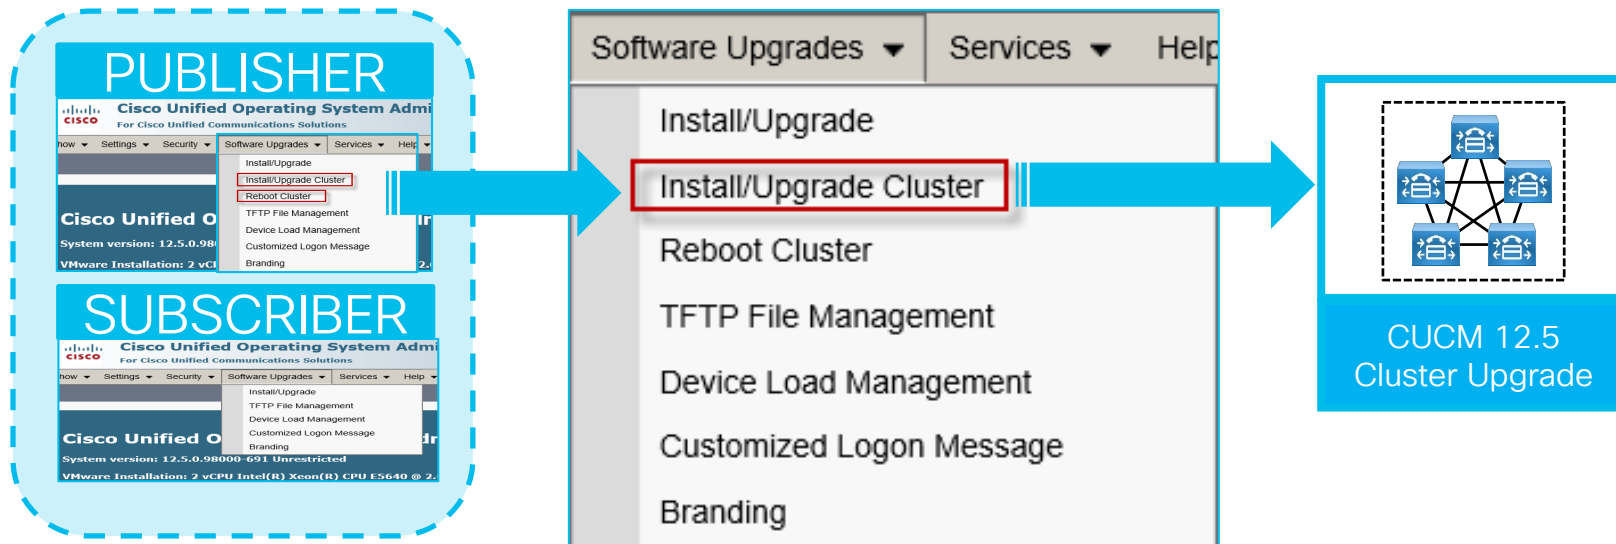 PUBLISHER
cisco
Cisco Unified Operating System Admi
For Cisco Unified Communications Solutions
how Settings Security Software Upgrades Services Help
Install/Upgrade
Install/Upgrade Cluster
Reboot Cluster
TFTP File Management
Device Load Management
Customized Logon Message
Branding
Cisco Unified O
System version: 12.5.0.98
VMware Installation: 2 vC
SUBSCRIBER
cisco
Cisco Unified Operating System Admi
For Cisco Unified Communications Solutions
how Settings Security Software Upgrades Services Help
Install/Upgrade
TFTP File Management
Device Load Management
Customized Logon Message
Branding
Cisco Unified O
System version: 12.5.0.98000-691 Unrestricted
VMware Installation: 2 vCPU Intel(R) Xeon(R) CPU E5640 @ 2.
Software Upgrades Services Help
Install/Upgrade
Install/Upgrade Cluster
Reboot Cluster
TFTP File Management
Device Load Management
Customized Logon Message
Branding
CUCM 12.5
Cluster Upgrade